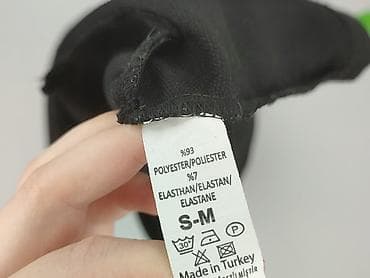 %93
POLYESTER/POLIESTER
%7
ELASTHAN/ELASTAN/
ELASTANE
S-M
30°
P
Made in Turkey